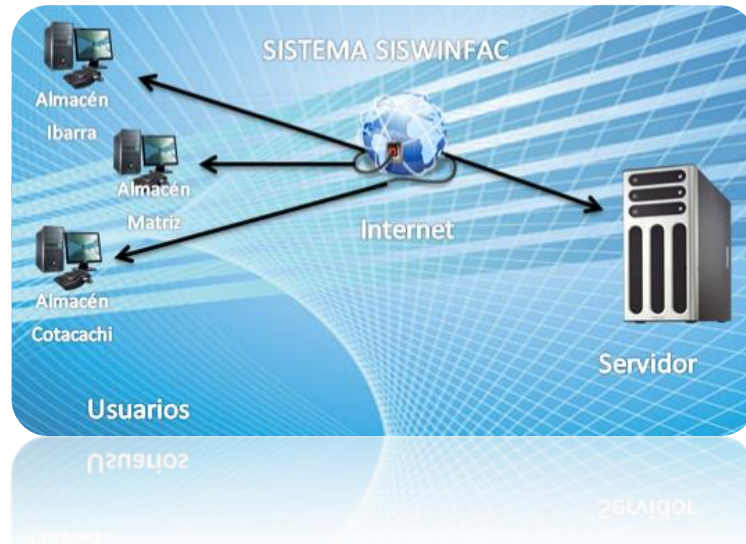 SISTEMA SISWINFAC
Almacén
Ibarra
Almacén
Matriz
Almacén
Cotacachi
Internet
Servidor
Usuarios